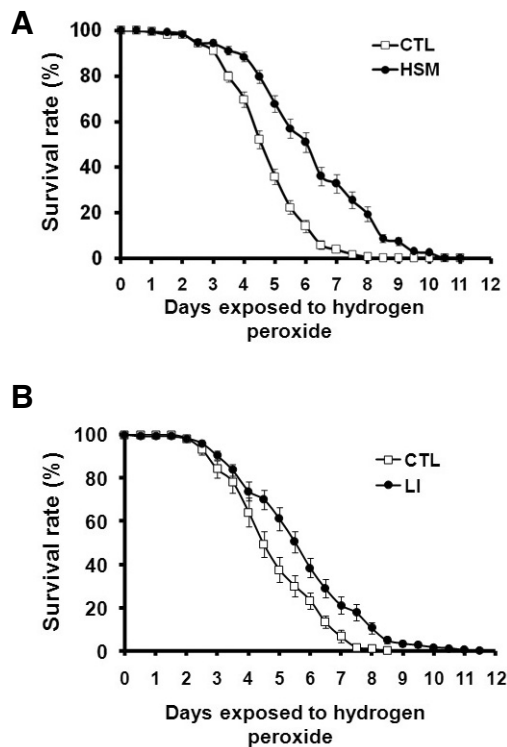 A
Survival rate (%)
100
80
60
40
20
0
CTL
HSM
0 1 2 3 4 5 6 7 8 9 10 11 12
Days exposed to hydrogen
peroxide
B
Survival rate (%)
100
80
60
40
20
0
CTL
LI
0 1 2 3 4 5 6 7 8 9 10 11 12
Days exposed to hydrogen
peroxide